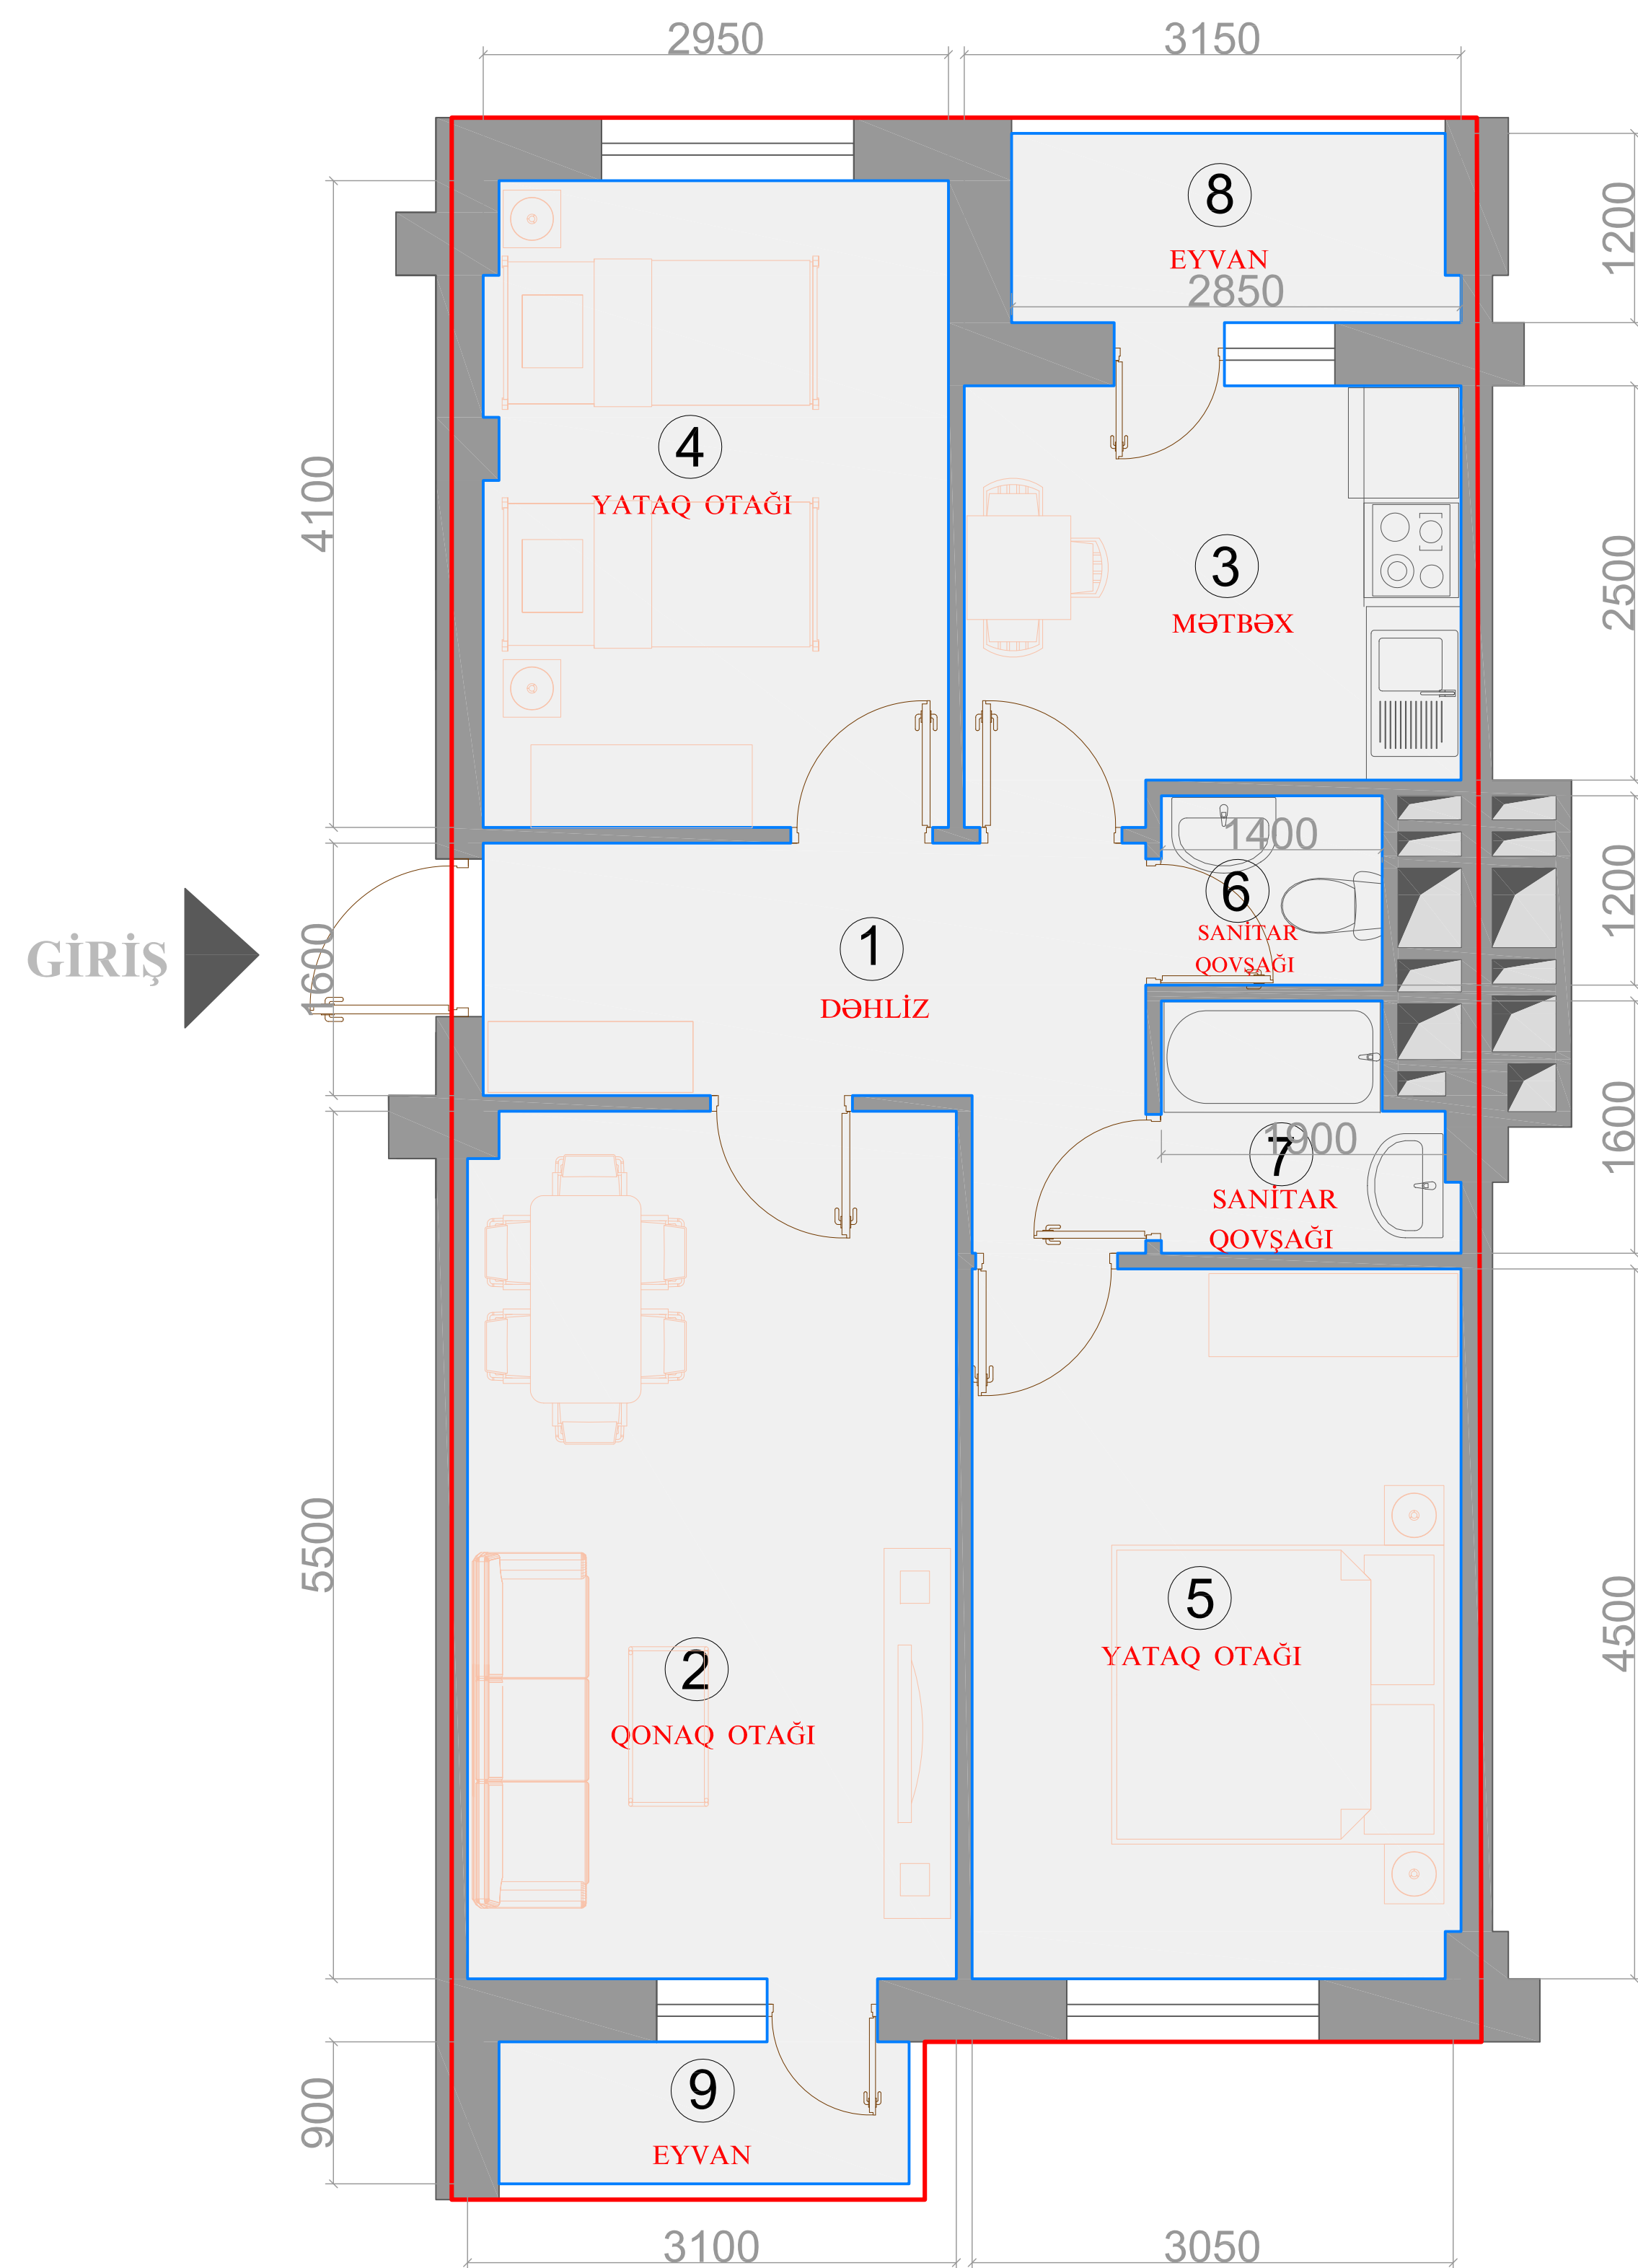 2950
3150
8
EYVAN
2850
1200
4
YATAQ OTAĞI
4100
3
MƏTBƏX
2500
1400
6
SANİTAR
QOVŞAĞI
1200
GİRİŞ
1600
1
DƏHLİZ
1900
7
SANİTAR
QOVŞAĞI
1600
5500
2
QONAQ OTAĞI
5
YATAQ OTAĞI
4500
9
EYVAN
900
3100
3050